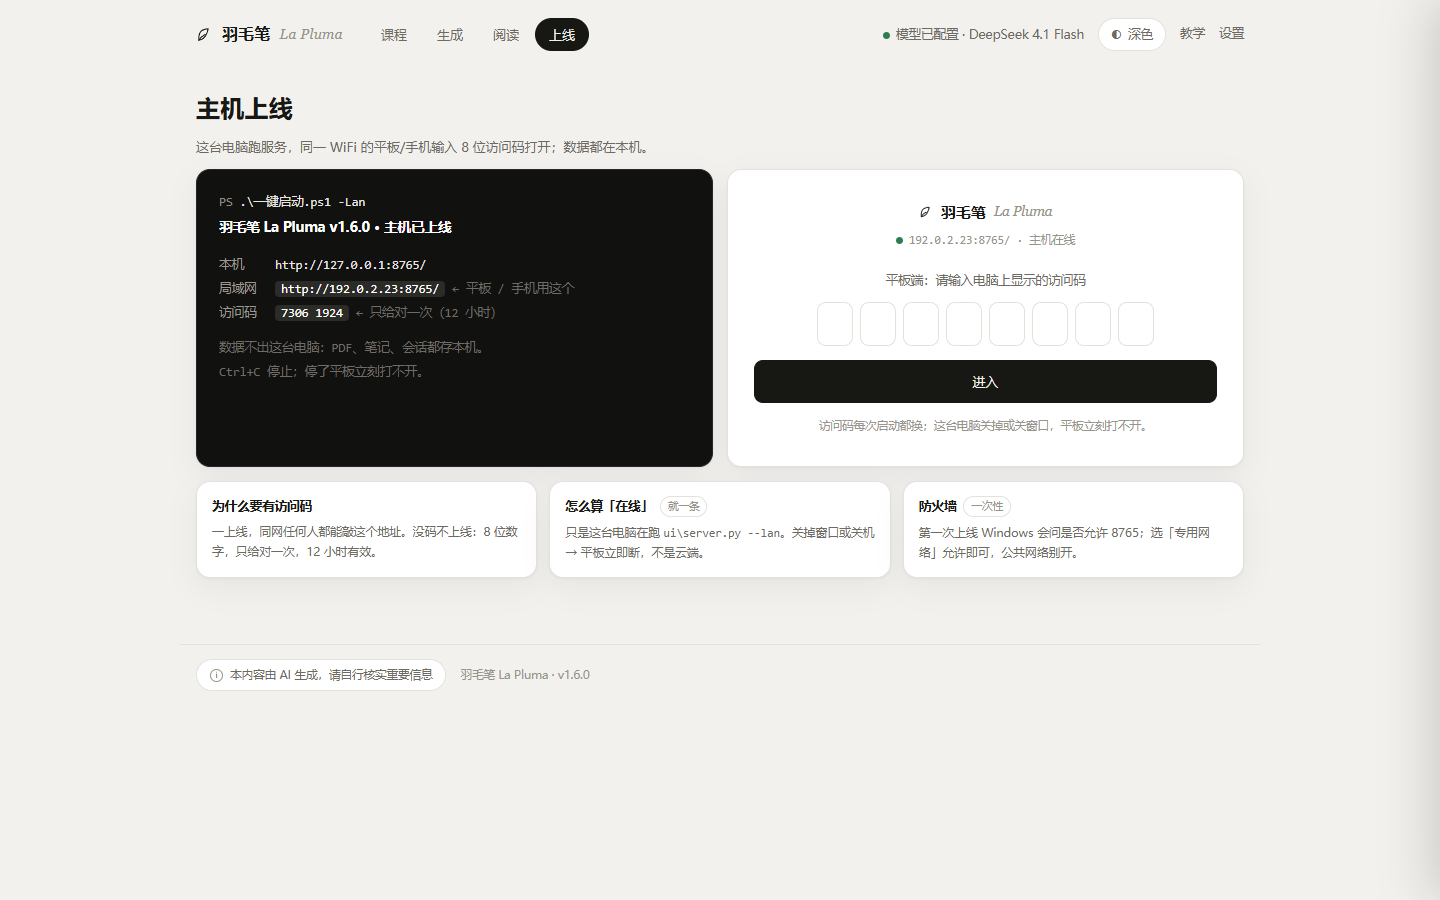 羽毛笔 La Pluma 课程 生成 阅读 上线 模型已配置 · DeepSeek 4.1 Flash 深色 教学 设置
主机上线
这台电脑跑服务，同一 WiFi 的平板/手机输入 8 位访问码打开；数据都在本机。
PS .\一键启动.ps1 -Lan
羽毛笔 La Pluma v1.6.0 • 主机已上线
本机 http://127.0.0.1:8765/
局域网 http://192.0.2.23:8765/ ← 平板 / 手机用这个
访问码 7306 1924 ← 只给对一次（12 小时）
数据不出这台电脑：PDF、笔记、会话都存本机。
Ctrl+C 停止；停了平板立刻打不开。
羽毛笔 La Pluma
192.0.2.23:8765/ · 主机在线
平板端：请输入电脑上显示的访问码
进入
访问码每次启动都换；这台电脑关掉或关窗口，平板立刻打不开。
为什么要有访问码
一上线，同网任何人都能敲这个地址。没码不上线：8 位数
字，只给对一次，12 小时有效。
怎么算「在线」 就一条
只是这台电脑在跑 ui\server.py --lan。关掉窗口或关机
→ 平板立即断，不是云端。
防火墙 一次性
第一次上线 Windows 会问是否允许 8765；选「专用网
络」允许即可，公共网络别开。
本内容由 AI 生成，请自行核实重要信息 羽毛笔 La Pluma · v1.6.0